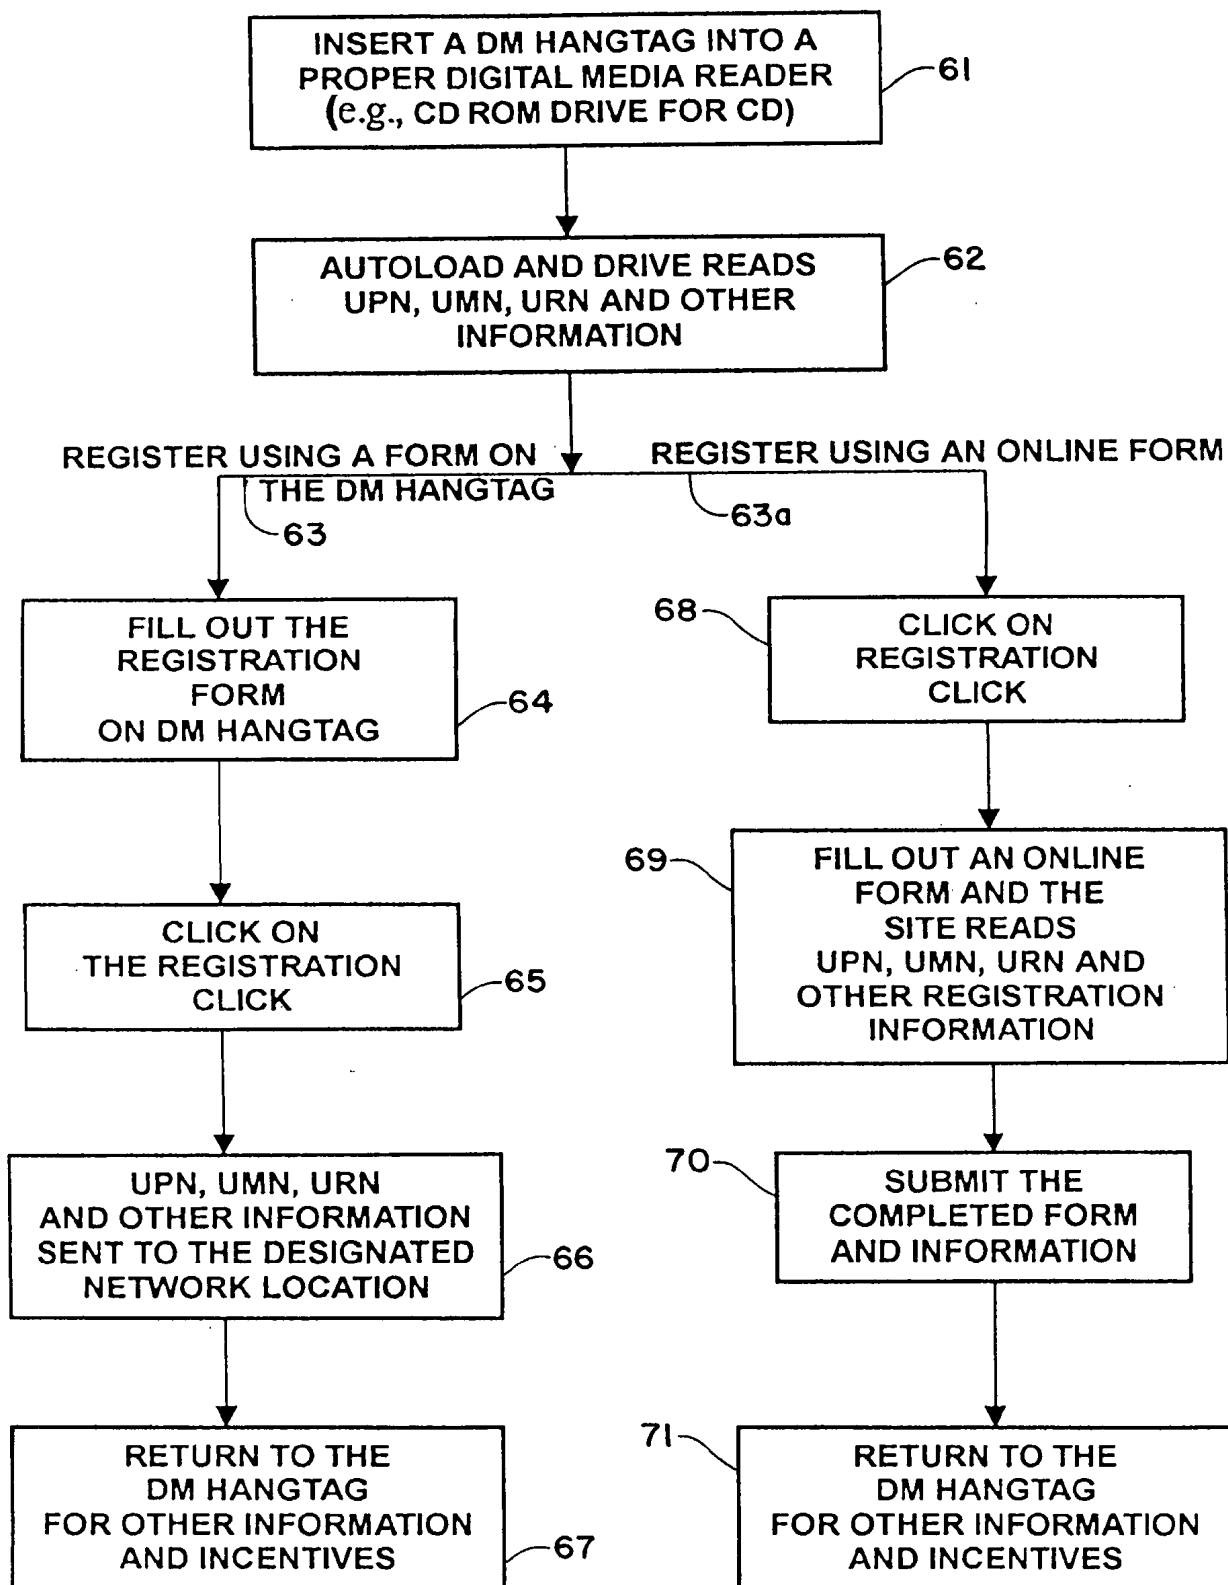 INSERT A DM HANGTAG INTO A
PROPER DIGITAL MEDIA READER
(e.g., CD ROM DRIVE FOR CD)
61
AUTOLOAD AND DRIVE READS
UPN, UMN, URN AND OTHER
INFORMATION
62
REGISTER USING A FORM ON
THE DM HANGTAG
63
REGISTER USING AN ONLINE FORM
63a
FILL OUT THE
REGISTRATION
FORM
ON DM HANGTAG
64
CLICK ON
THE REGISTRATION
CLICK
65
UPN, UMN, URN
AND OTHER INFORMATION
SENT TO THE DESIGNATED
NETWORK LOCATION
66
RETURN TO THE
DM HANGTAG
FOR OTHER INFORMATION
AND INCENTIVES
67
68
CLICK ON
REGISTRATION
CLICK
69
FILL OUT AN ONLINE
FORM AND THE
SITE READS
UPN, UMN, URN AND
OTHER REGISTRATION
INFORMATION
70
SUBMIT THE
COMPLETED FORM
AND INFORMATION
71
RETURN TO THE
DM HANGTAG
FOR OTHER INFORMATION
AND INCENTIVES